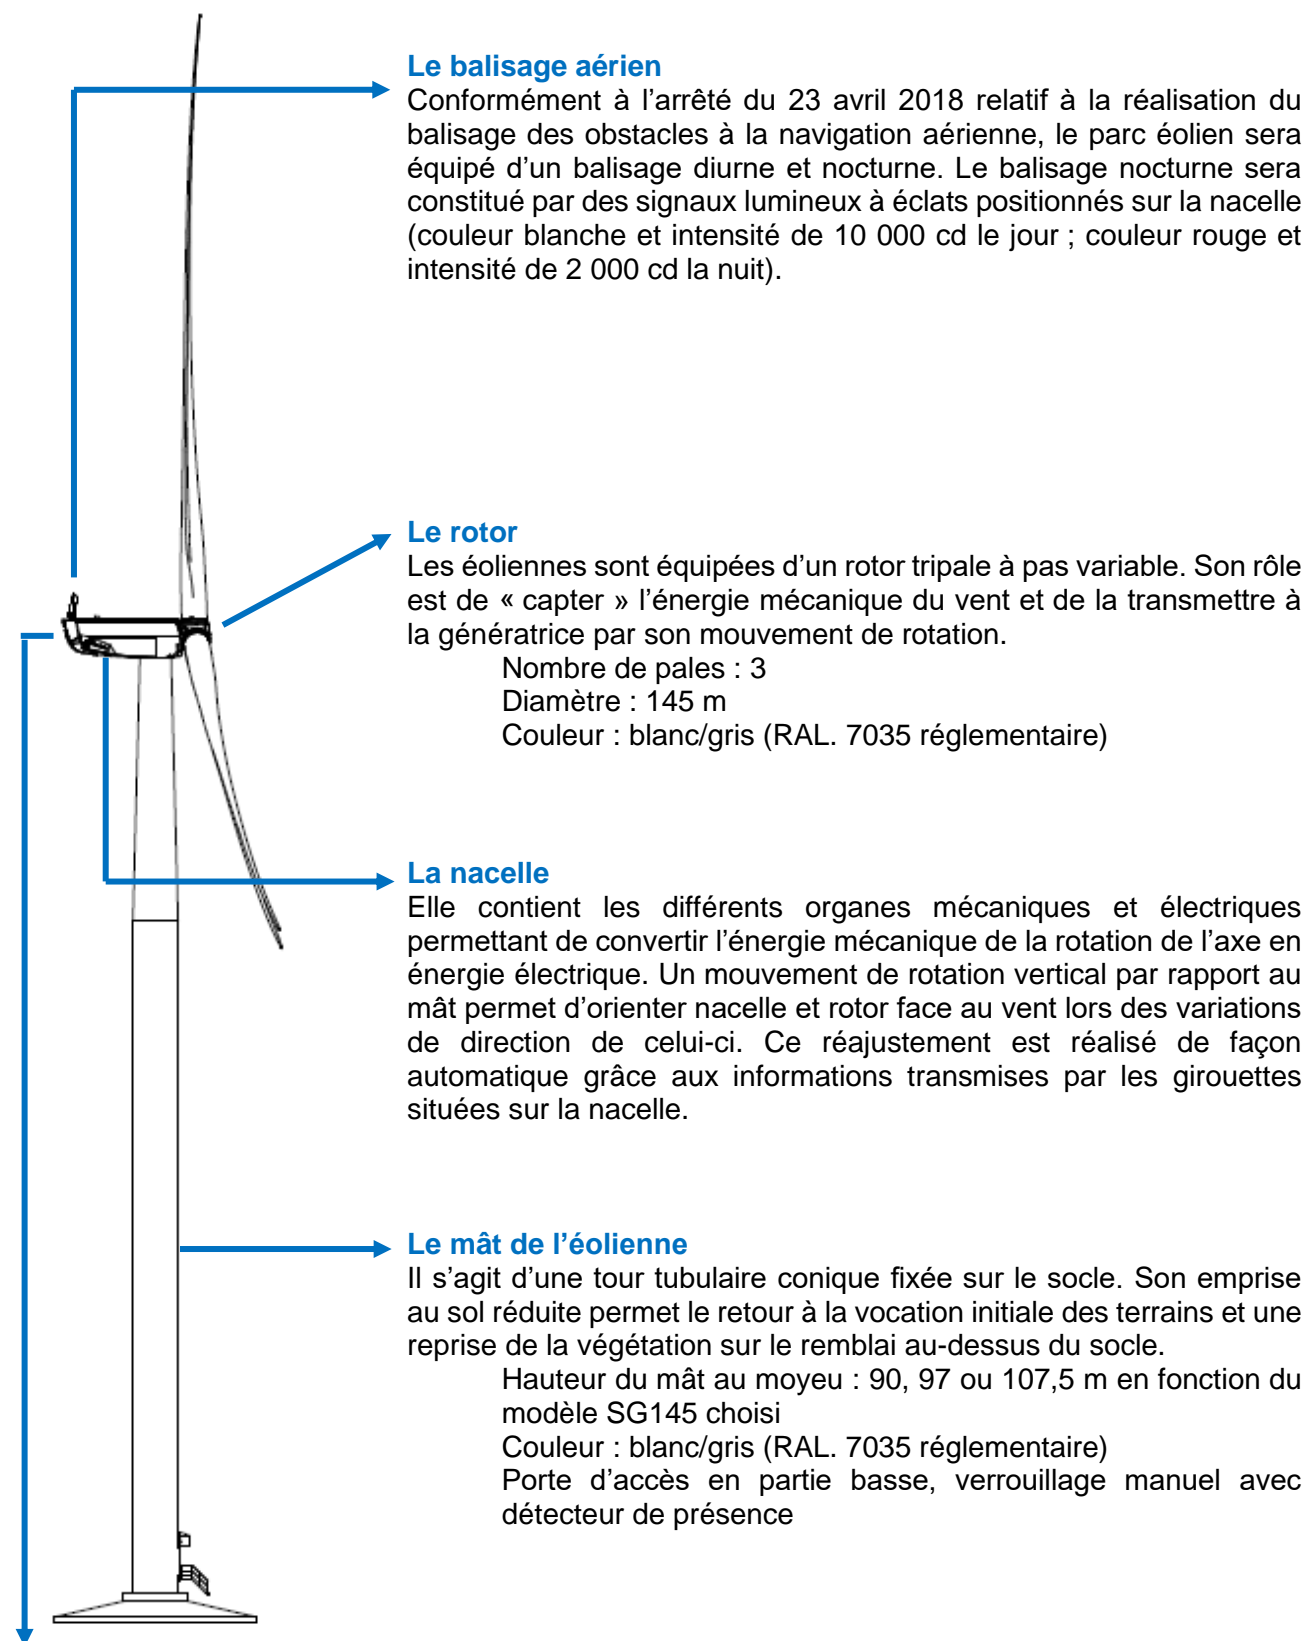 Le balisage aérien
Conformément à l’arrêté du 23 avril 2018 relatif à la réalisation du
balisage des obstacles à la navigation aérienne, le parc éolien sera
équipé d’un balisage diurne et nocturne. Le balisage nocturne sera
constitué par des signaux lumineux à éclats positionnés sur la nacelle
(couleur blanche et intensité de 10 000 cd le jour ; couleur rouge et
intensité de 2 000 cd la nuit).
Le rotor
Les éoliennes sont équipées d’un rotor tripale à pas variable. Son rôle
est de « capter » l’énergie mécanique du vent et de la transmettre à
la génératrice par son mouvement de rotation.
Nombre de pales : 3
Diamètre : 145 m
Couleur : blanc/gris (RAL. 7035 réglementaire)
La nacelle
Elle contient les différents organes mécaniques et électriques
permettant de convertir l’énergie mécanique de la rotation de l’axe en
énergie électrique. Un mouvement de rotation vertical par rapport au
mât permet d’orienter nacelle et rotor face au vent lors des variations
de direction de celui-ci. Ce réajustement est réalisé de façon
automatique grâce aux informations transmises par les girouettes
situées sur la nacelle.
Le mât de l’éolienne
Il s’agit d’une tour tubulaire conique fixée sur le socle. Son emprise
au sol réduite permet le retour à la vocation initiale des terrains et une
reprise de la végétation sur le remblai au-dessus du socle.
Hauteur du mât au moyeu : 90, 97 ou 107,5 m en fonction du
modèle SG145 choisi
Couleur : blanc/gris (RAL. 7035 réglementaire)
Porte d’accès en partie basse, verrouillage manuel avec
détecteur de présence